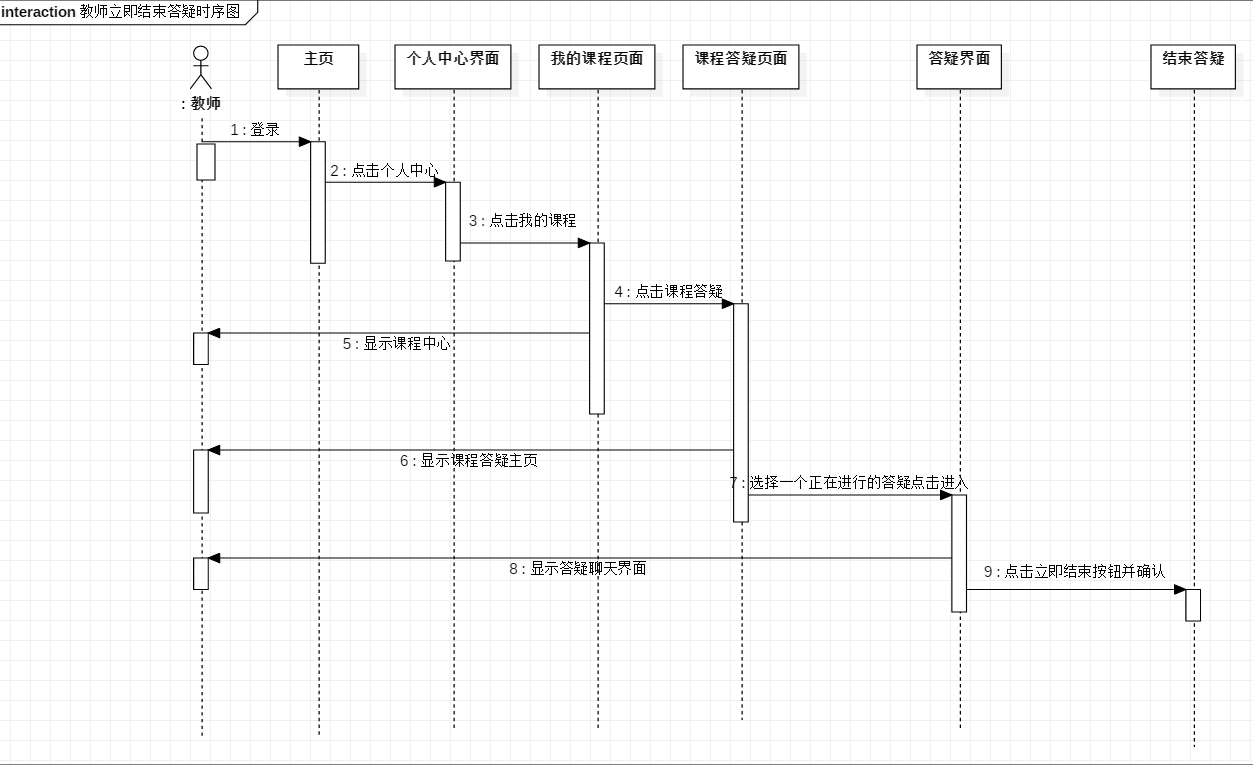 interaction 教师立即结束答疑时序图
主页
个人中心界面
我的课程页面
课程答疑页面
答疑界面
结束答疑
: 教师
1 : 登录
2 : 点击个人中心
3 : 点击我的课程
4 : 点击课程答疑
5 : 显示课程中心
6 : 显示课程答疑主页
7 : 选择一个正在进行的答疑点击进入
8 : 显示答疑聊天界面
9 : 点击立即结束按钮并确认